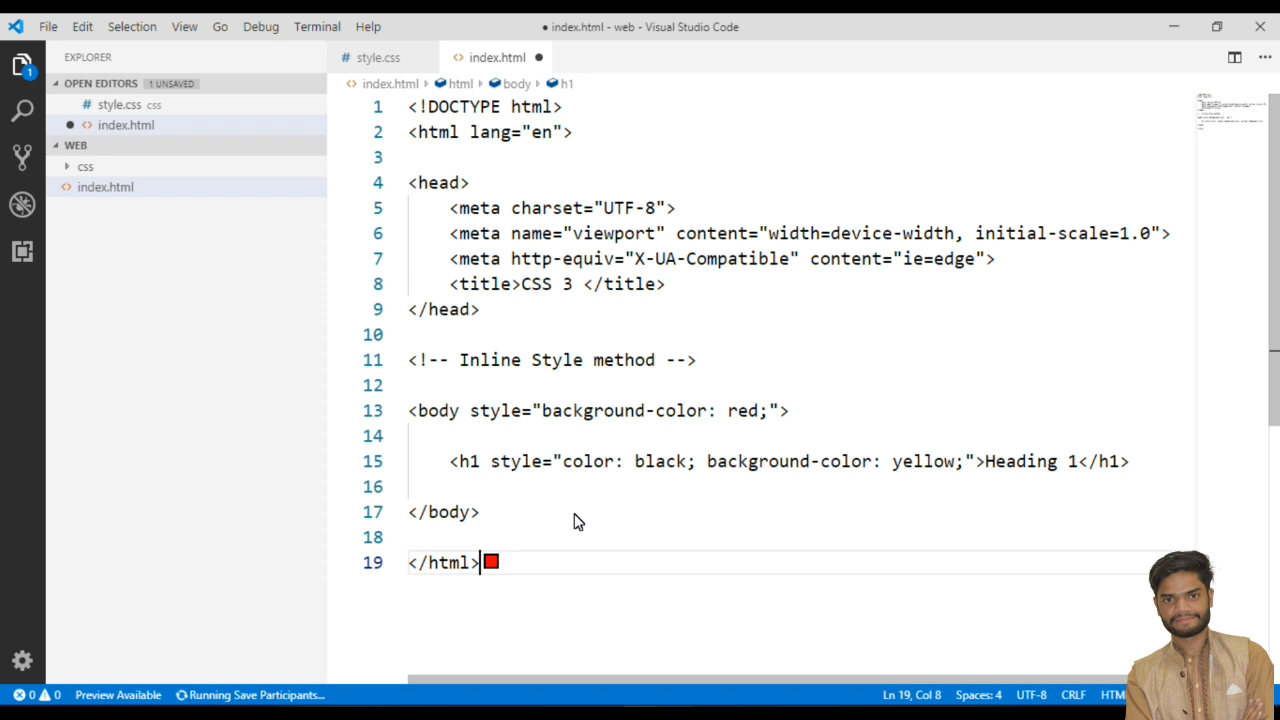 File Edit Selection View Go Debug Terminal Help
● index.html - web - Visual Studio Code
EXPLORER
OPEN EDITORS 1 UNSAVED
# style.css css
● <> index.html
WEB
css
<> index.html
1
# style.css
<> index.html ●
<> index.html html body h1
1 <!DOCTYPE html>
2 <html lang="en">
3
4 <head>
5 <meta charset="UTF-8">
6 <meta name="viewport" content="width=device-width, initial-scale=1.0">
7 <meta http-equiv="X-UA-Compatible" content="ie=edge">
8 <title>CSS 3 </title>
9 </head>
10
11 <!-- Inline Style method -->
12
13 <body style="background-color: red;">
14
15 <h1 style="color: black; background-color: yellow;">Heading 1</h1>
16
17 </body>
18
19 </html>
0 0 Preview Available Running Save Participants... Ln 19, Col 8 Spaces: 4 UTF-8 CRLF HTM